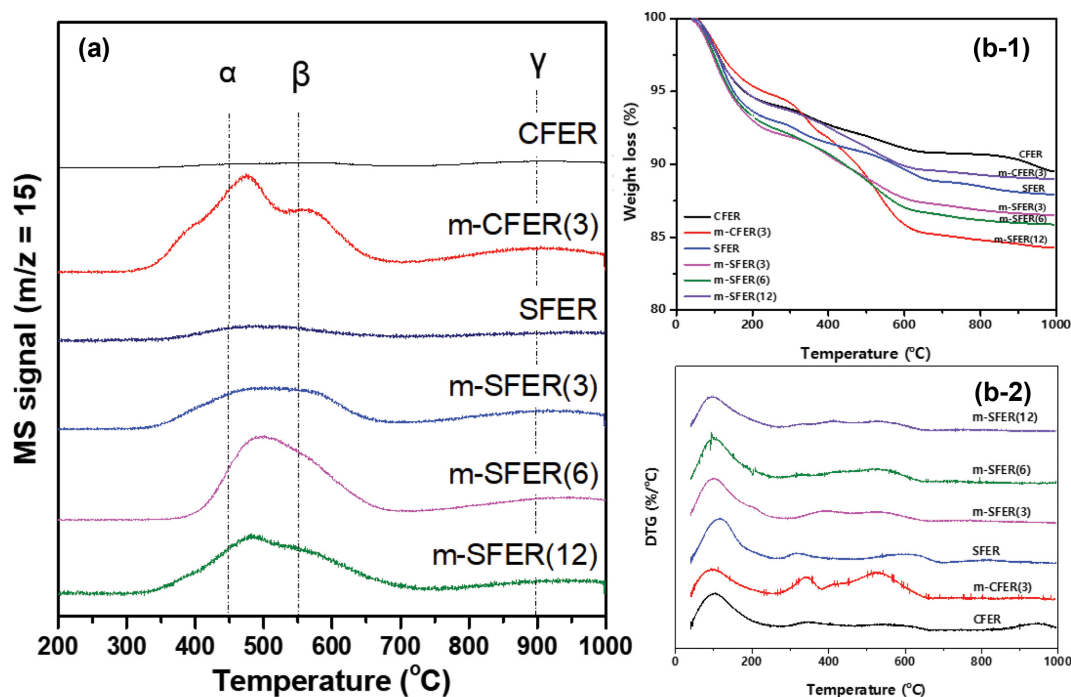 (a)
α
β
γ
CFER
m-CFER(3)
SFER
m-SFER(3)
m-SFER(6)
m-SFER(12)
MS signal (m/z = 15)
200 300 400 500 600 700 800 900 1000
Temperature (°C)
(b-1)
100
95
90
85
80
Weight loss (%)
CFER
m-CFER(3)
SFER
m-SFER(3)
m-SFER(6)
m-SFER(12)
CFER
m-CFER(3)
SFER
m-SFER(3)
m-SFER(6)
m-SFER(12)
0 200 400 600 800 1000
Temperature (°C)
(b-2)
m-SFER(12)
m-SFER(6)
m-SFER(3)
SFER
m-CFER(3)
CFER
DTG (%/°C)
0 200 400 600 800 1000
Temperature (°C)